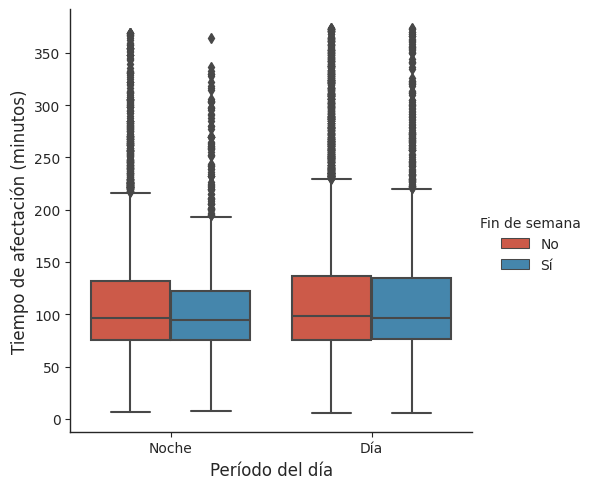 350
300
250
200
150
100
50
0
Tiempo de afectación (minutos)
Noche
Día
Período del día
Fin de semana
No
Sí